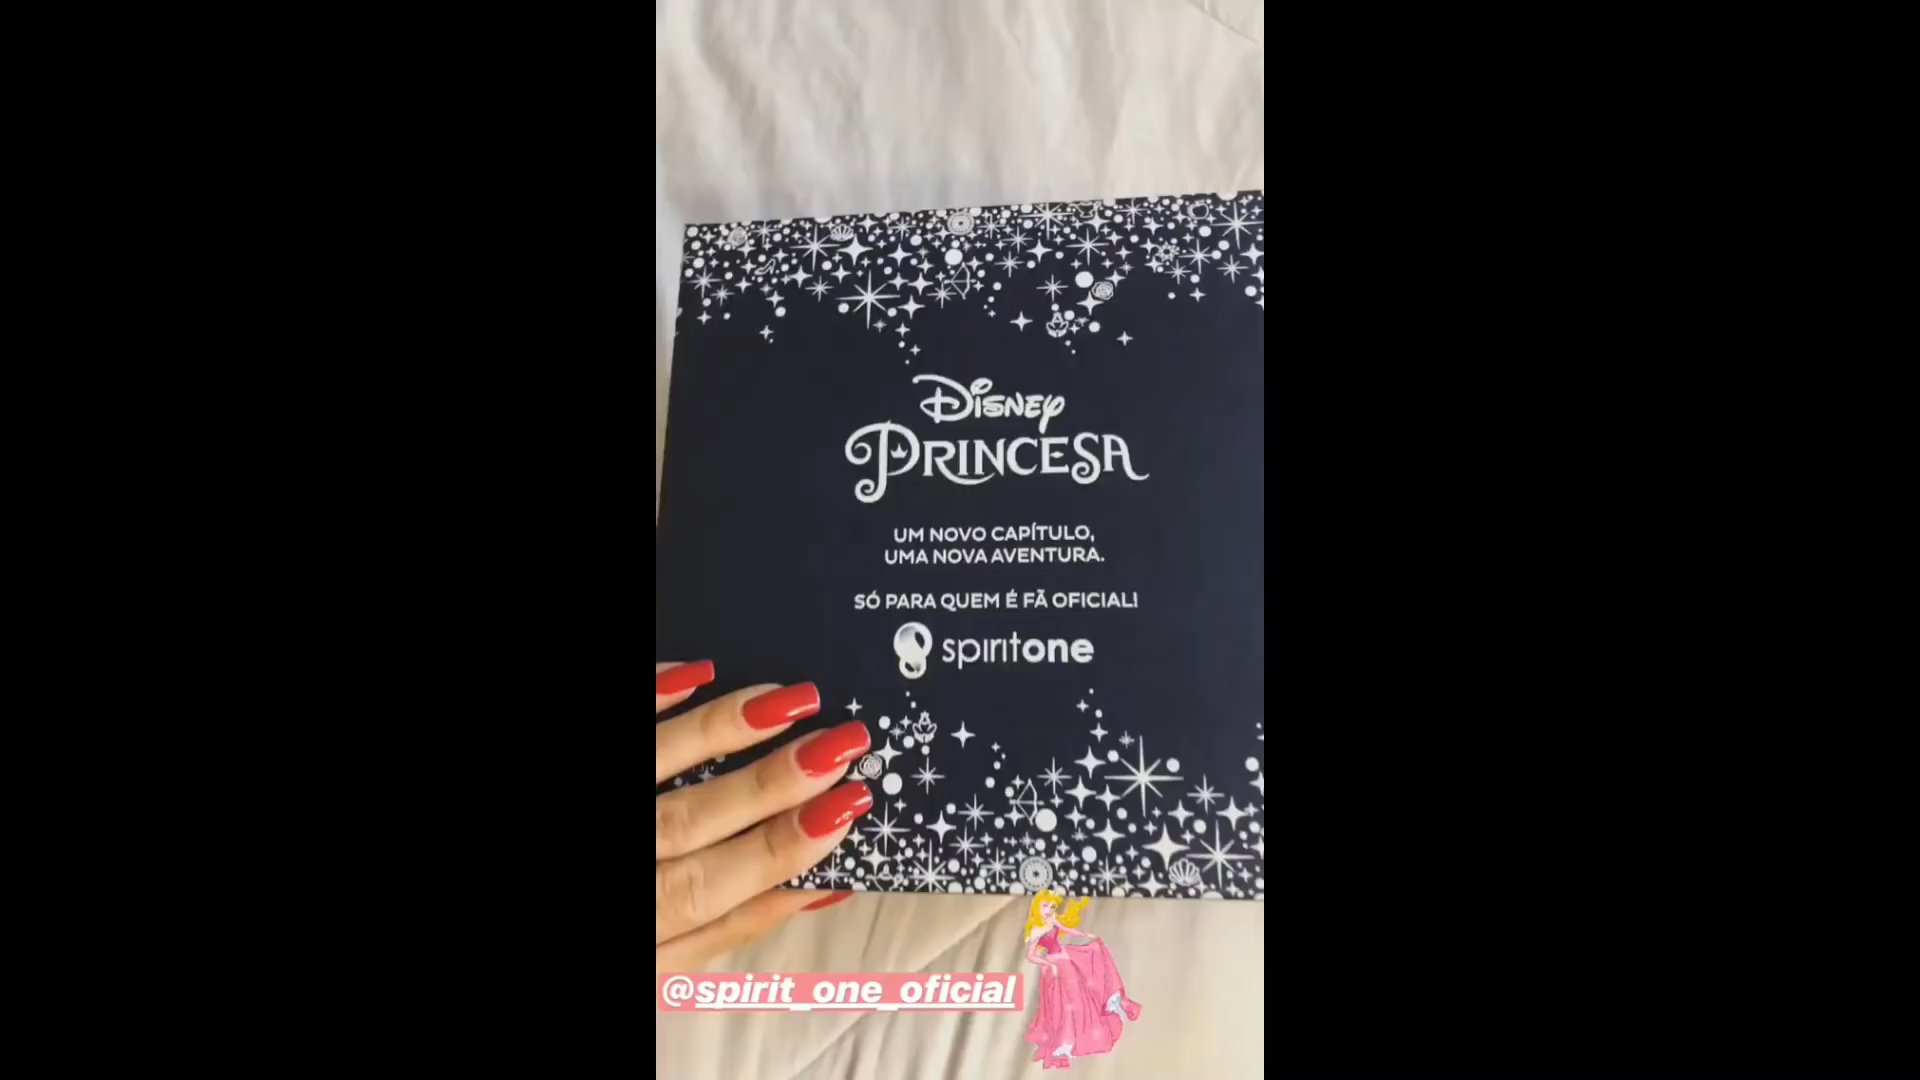 Disney
PRINCESA
UM NOVO CAPÍTULO,
UMA NOVA AVENTURA.
SÓ PARA QUEM É FÃ OFICIAL!
spiritone
@spirit_one_oficial